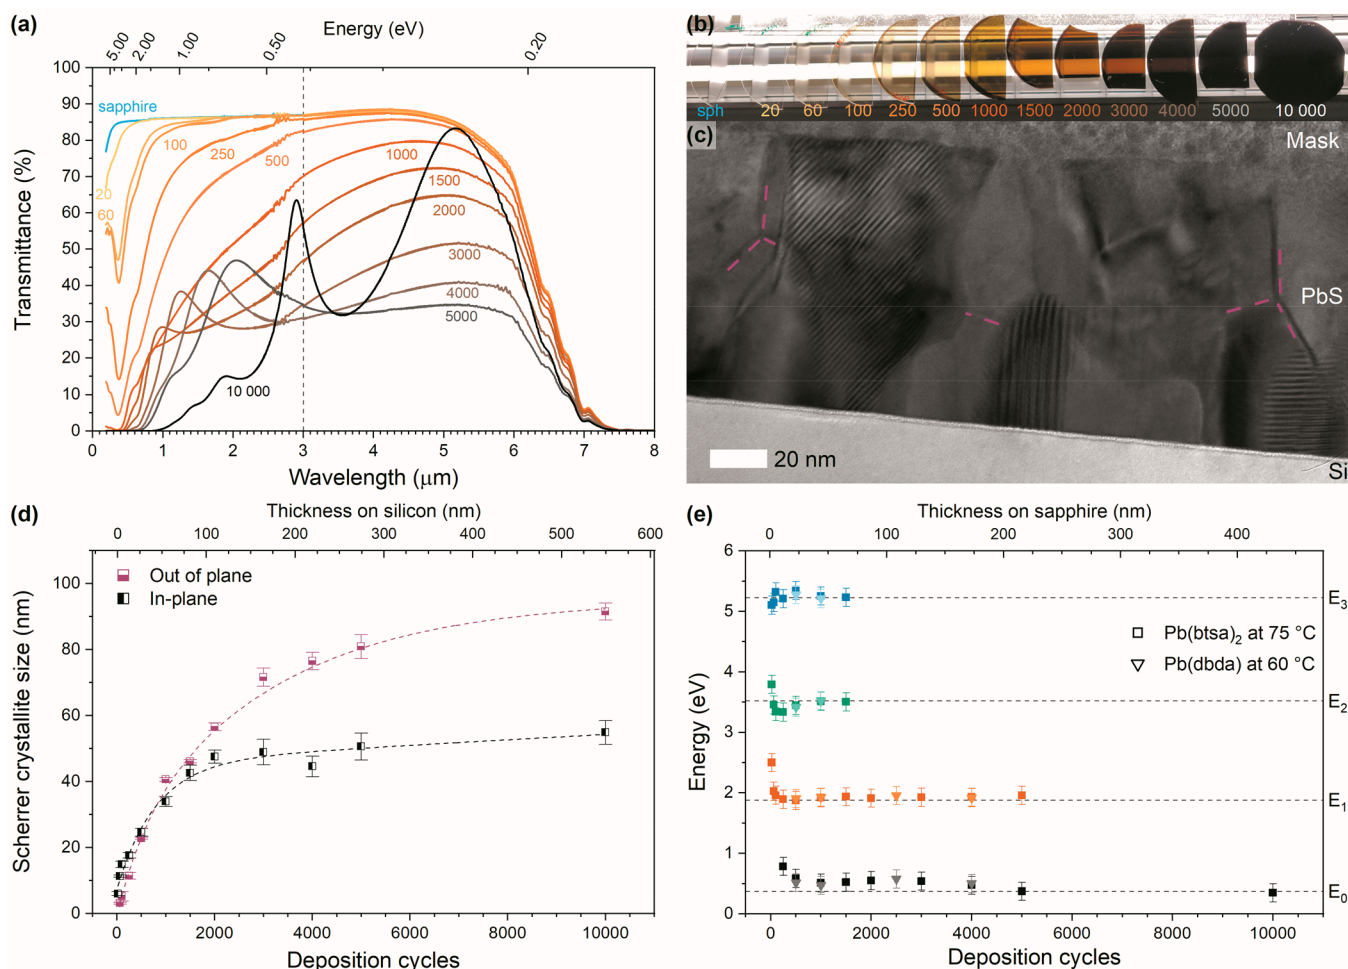 (a)
Energy (eV)
5.00 2.00 1.00 0.50 0.20
100
90
80
70
60
50
40
30
20
10
0
Transmittance (%)
sapphire
20
60
100
250
500
1000
1500
2000
3000
4000
5000
10 000
0 1 2 3 4 5 6 7 8
Wavelength (μm)
(b)
sph 20 60 100 250 500 1000 1500 2000 3000 4000 5000 10 000
(c)
Mask
PbS
Si
20 nm
(d)
Thickness on silicon (nm)
0 100 200 300 400 500 600
Out of plane
In-plane
100
80
60
40
20
0
Scherrer crystallite size (nm)
0 2000 4000 6000 8000 10000
Deposition cycles
(e)
Thickness on sapphire (nm)
0 100 200 300 400
6
5
4
3
2
1
0
Energy (eV)
Pb(btsa)₂ at 75 °C
Pb(dbda) at 60 °C
E₃
E₂
E₁
E₀
0 2000 4000 6000 8000 10000
Deposition cycles